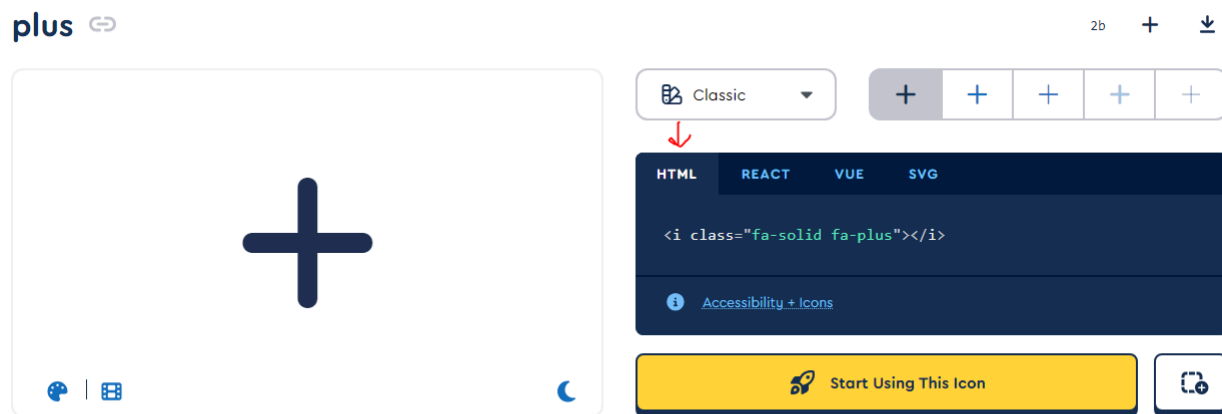 plus
2b
Classic
HTML REACT VUE SVG
<i class="fa-solid fa-plus"></i>
Accessibility + Icons
Start Using This Icon